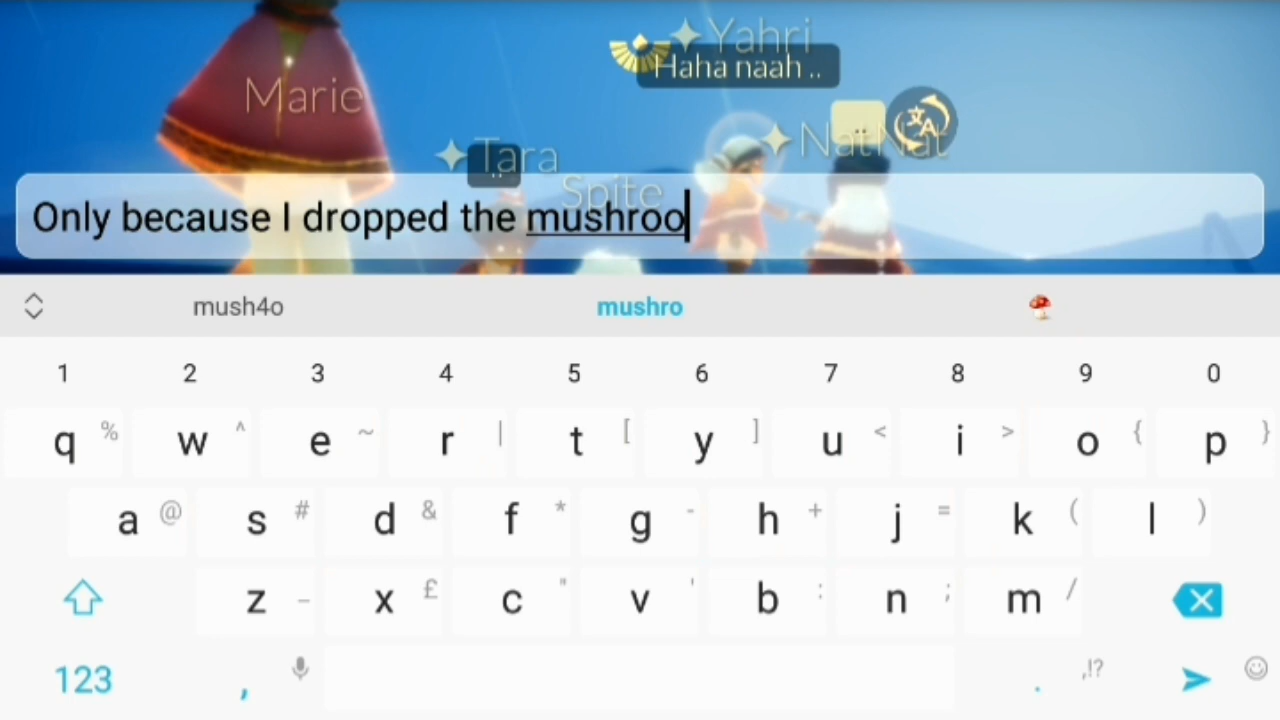 Yahri
Haha naah ..
Marie
NatNat
..
Tara
..
Spite
Only because I dropped the mushroo
mush4o mushro
1 2 3 4 5 6 7 8 9 0
q % w ^ e ~ r | t [ y ] u < i > o { p }
a @ s # d & f * g - h + j = k ( l )
z _ x £ c " v ' b : n ; m /
123 , . ,!?